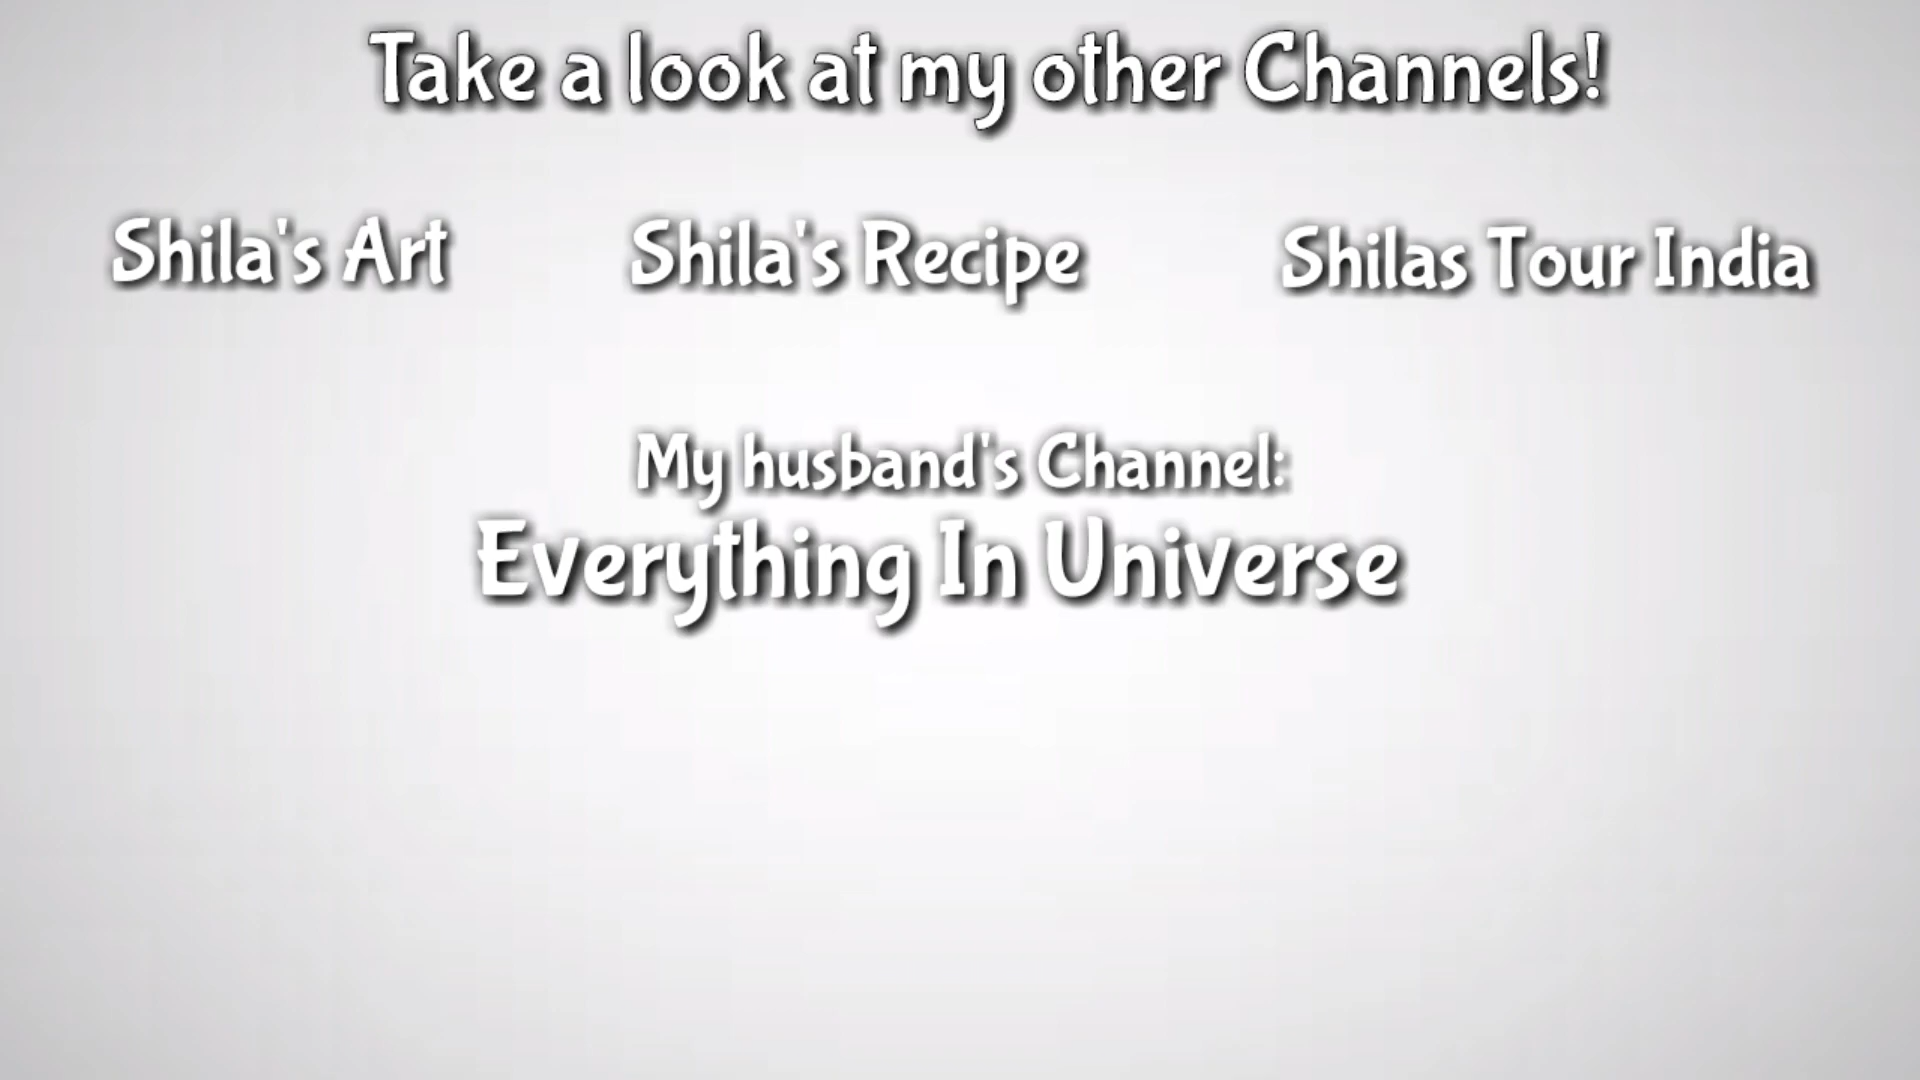 Take a look at my other Channels!
Shila's Art Shila's Recipe Shilas Tour India
My husband's Channel:
Everything In Universe